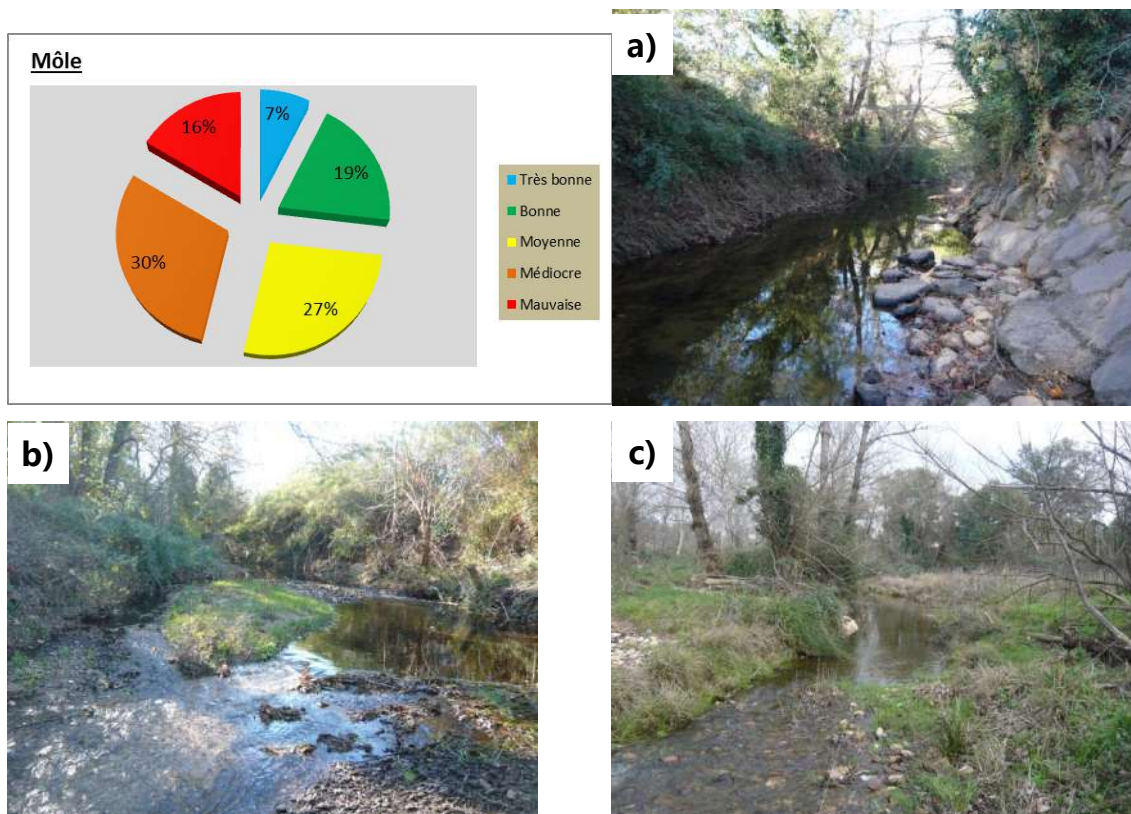 Môle
7%
19%
27%
30%
16%
Très bonne
Bonne
Moyenne
Médiocre
Mauvaise
a)
b)
c)